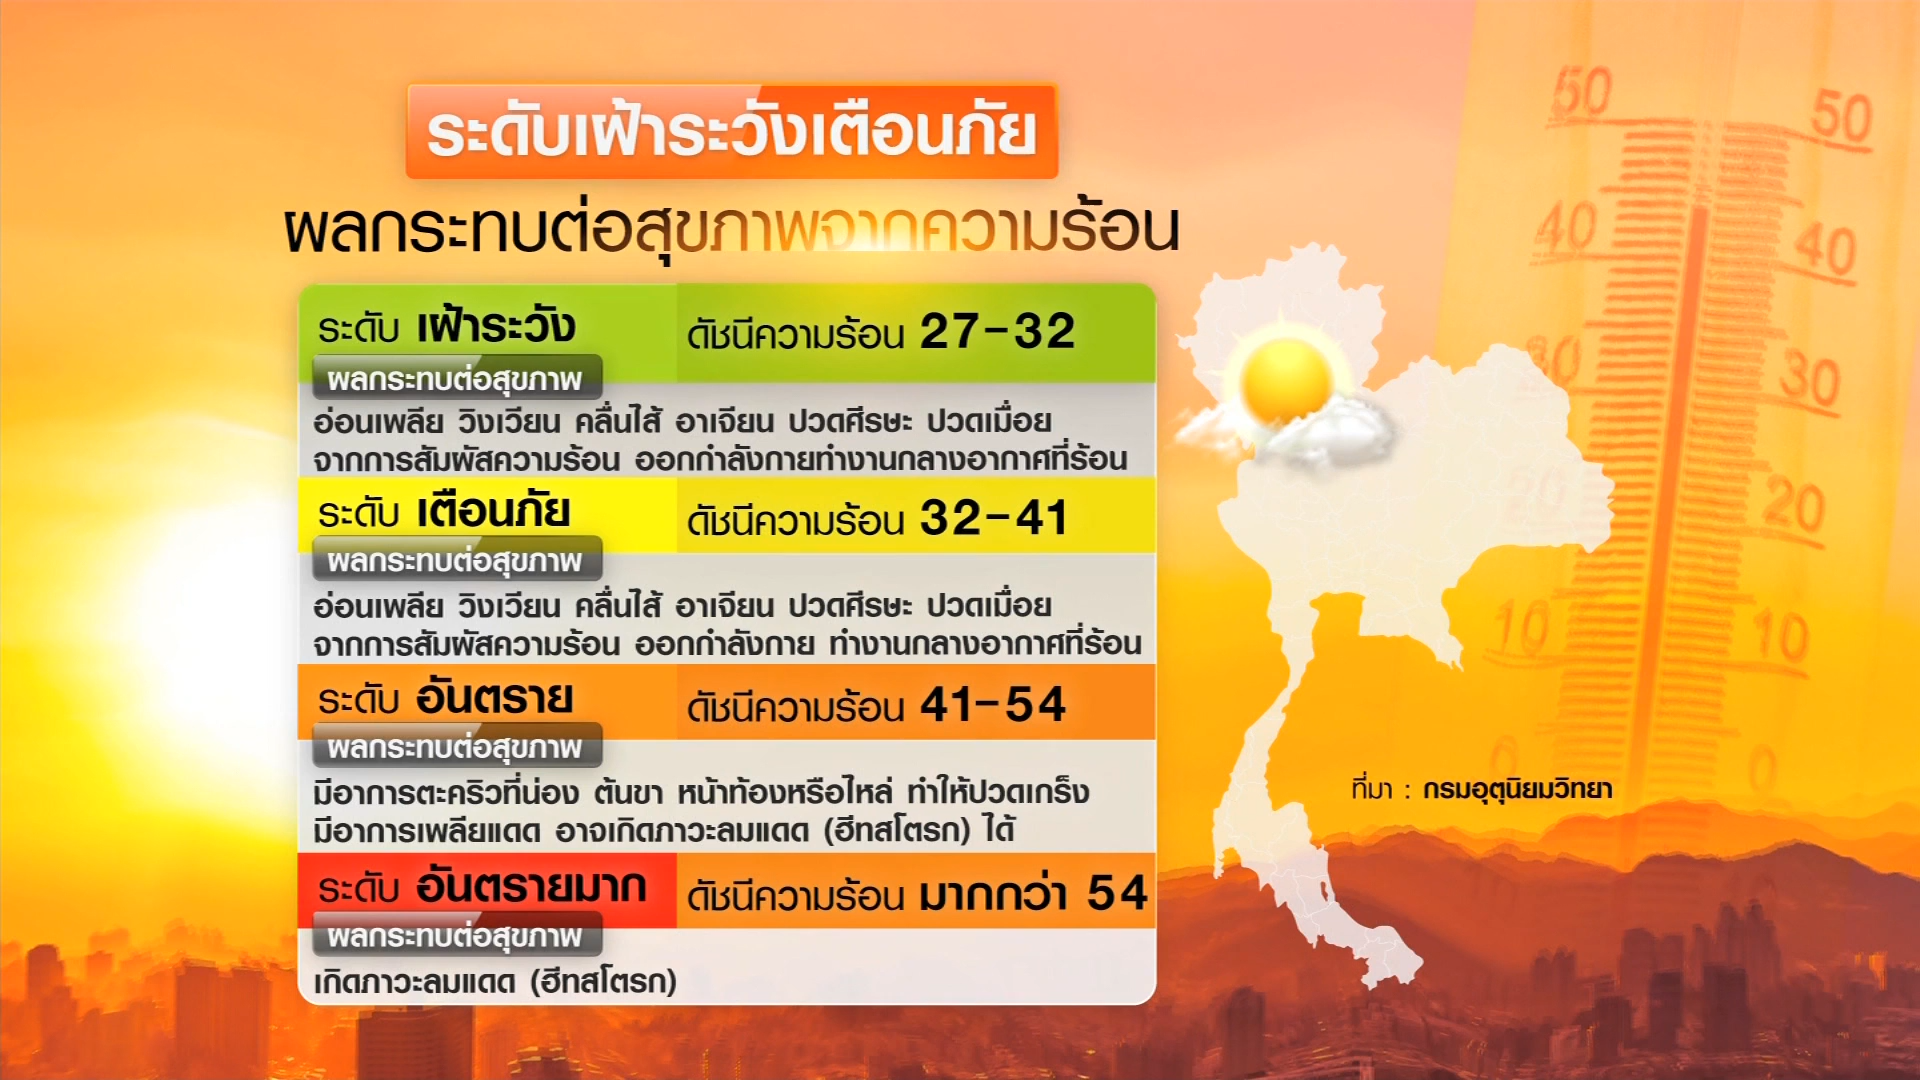 ระดับเฝ้าระวังเตือนภัย
ผลกระทบต่อสุขภาพจากความร้อน
ระดับ เฝ้าระวัง ดัชนีความร้อน 27-32
ผลกระทบต่อสุขภาพ
อ่อนเพลีย วิงเวียน คลื่นไส้ อาเจียน ปวดศีรษะ ปวดเมื่อย
จากการสัมผัสความร้อน ออกกำลังกายทำงานกลางอากาศที่ร้อน
ระดับ เตือนภัย ดัชนีความร้อน 32-41
ผลกระทบต่อสุขภาพ
อ่อนเพลีย วิงเวียน คลื่นไส้ อาเจียน ปวดศีรษะ ปวดเมื่อย
จากการสัมผัสความร้อน ออกกำลังกาย ทำงานกลางอากาศที่ร้อน
ระดับ อันตราย ดัชนีความร้อน 41-54
ผลกระทบต่อสุขภาพ
มีอาการตะคริวที่น่อง ต้นขา หน้าท้องหรือไหล่ ทำให้ปวดเกร็ง
มีอาการเพลียแดด อาจเกิดภาวะลมแดด (ฮีทสโตรก) ได้
ระดับ อันตรายมาก ดัชนีความร้อน มากกว่า 54
ผลกระทบต่อสุขภาพ
เกิดภาวะลมแดด (ฮีทสโตรก)
ที่มา : กรมอุตุนิยมวิทยา
50 50
40 40
30 30
20 20
10 10
0 0